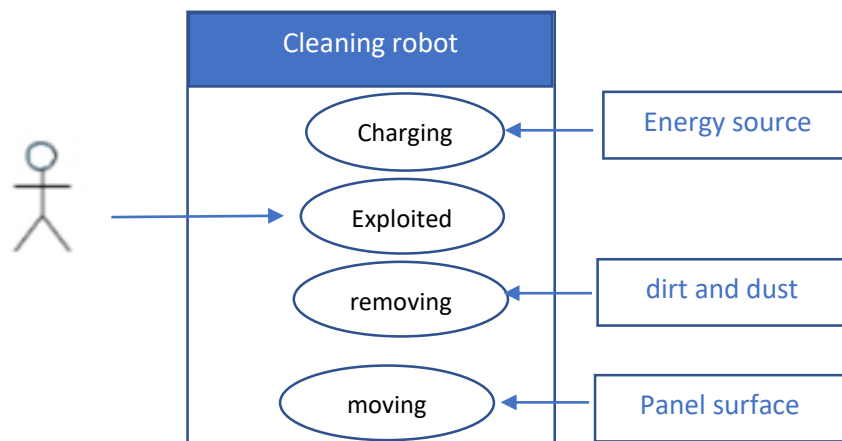 Cleaning robot
Charging
Energy source
Exploited
removing
dirt and dust
moving
Panel surface